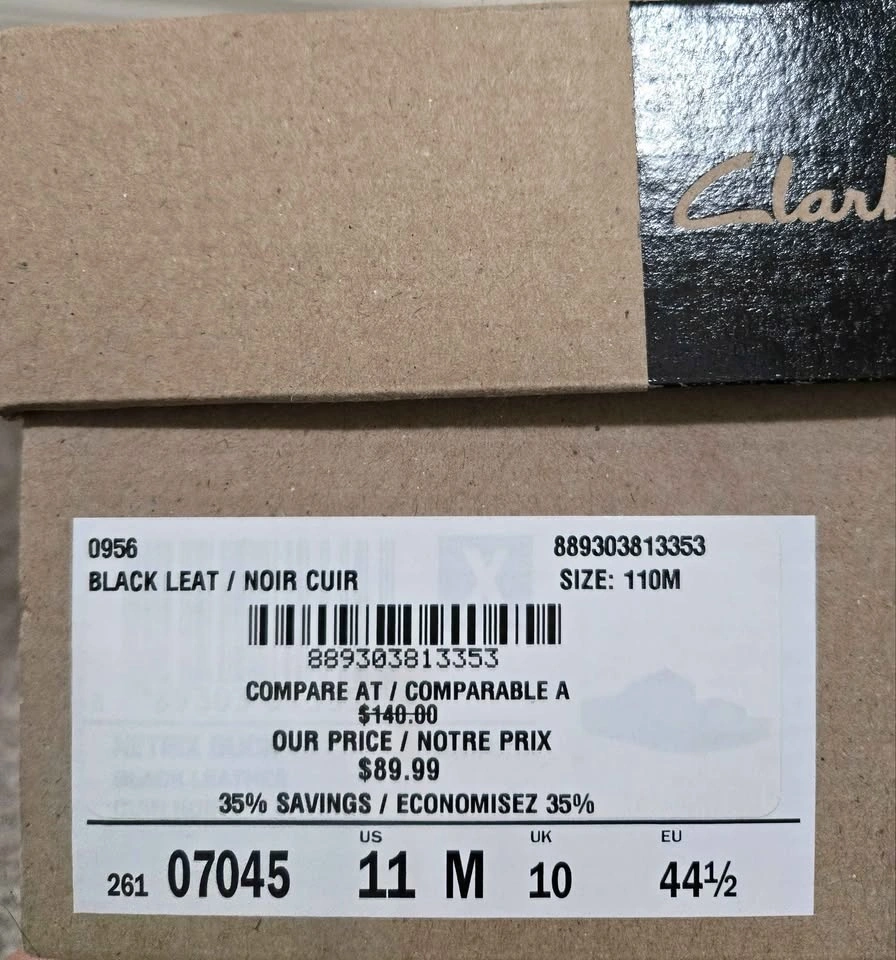 Clark
0956
889303813353
BLACK LEAT / NOIR CUIR
SIZE: 110M
889303813353
COMPARE AT / COMPARABLE A
$140.00
OUR PRICE / NOTRE PRIX
$89.99
35% SAVINGS / ECONOMISEZ 35%
US UK EU
261 07045 11 M 10 44½